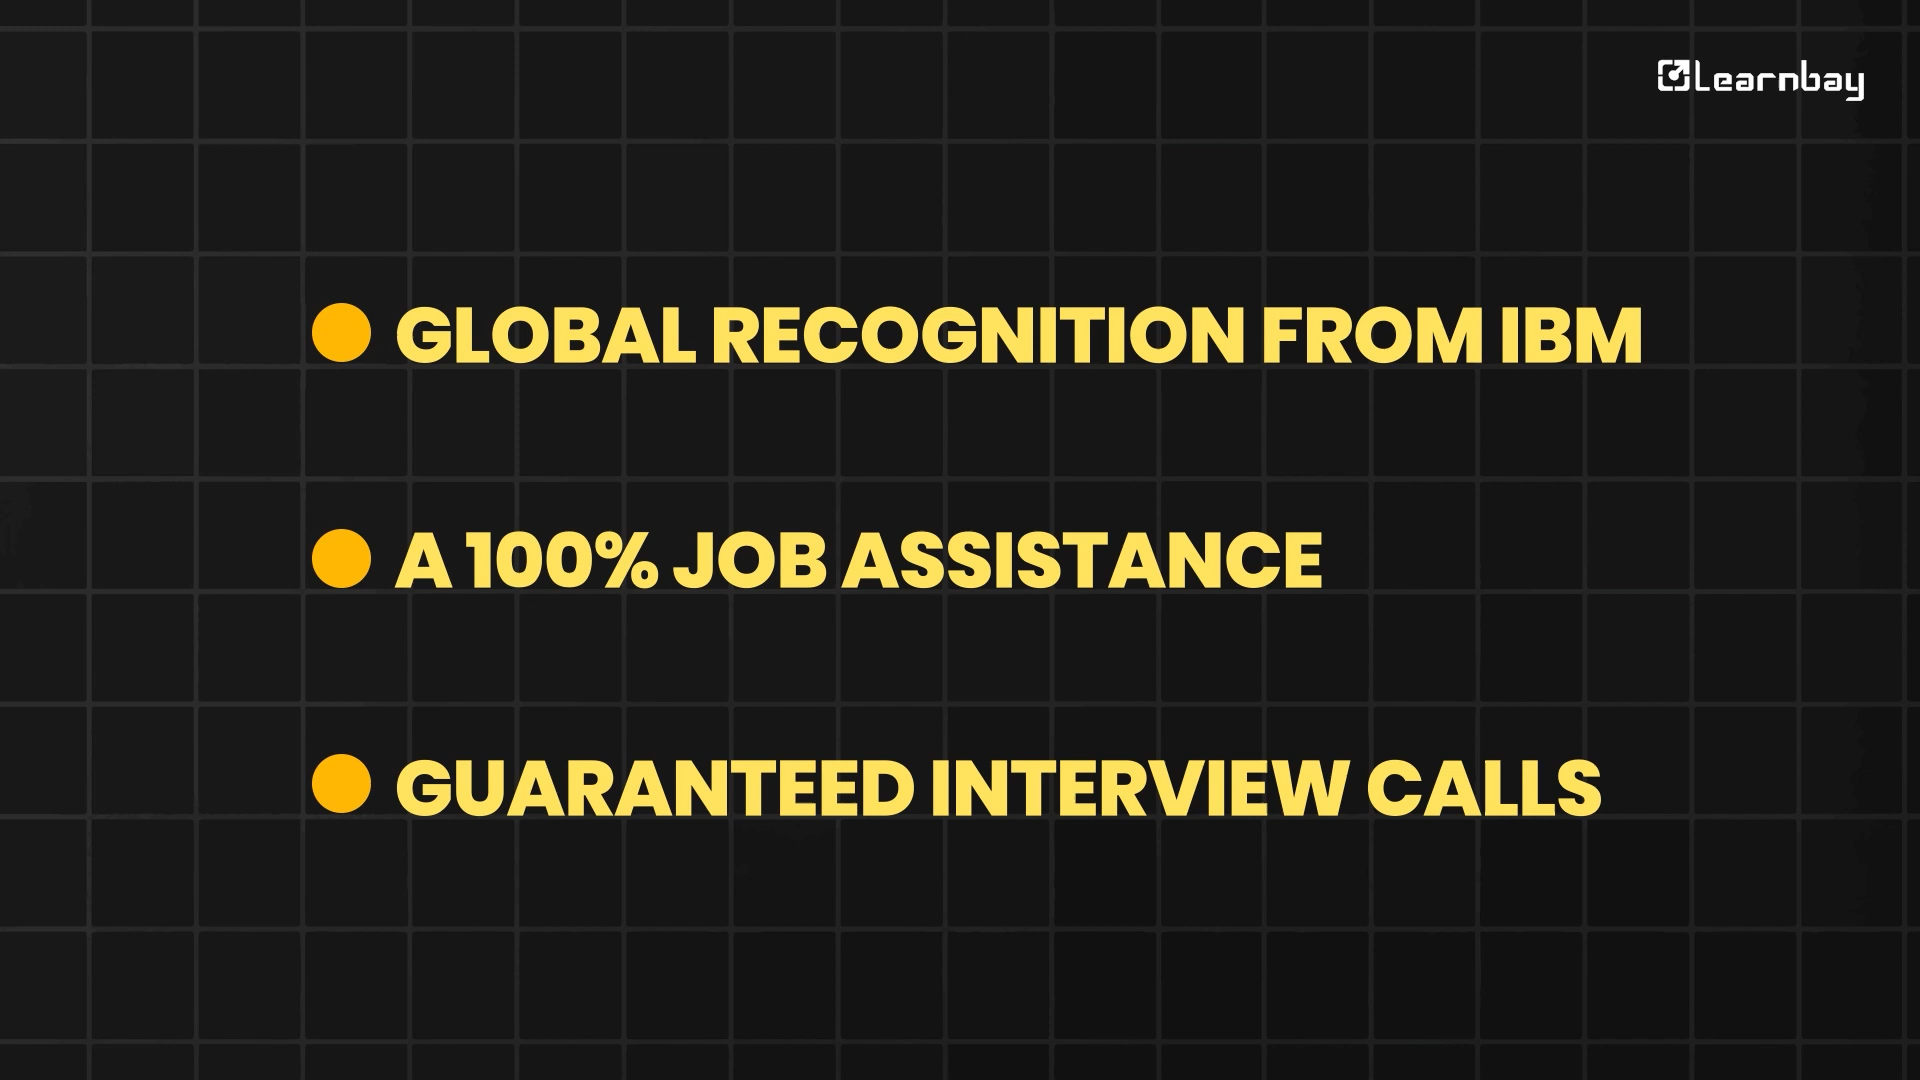 Learnbay
GLOBAL RECOGNITION FROM IBM
A 100% JOB ASSISTANCE
GUARANTEED INTERVIEW CALLS